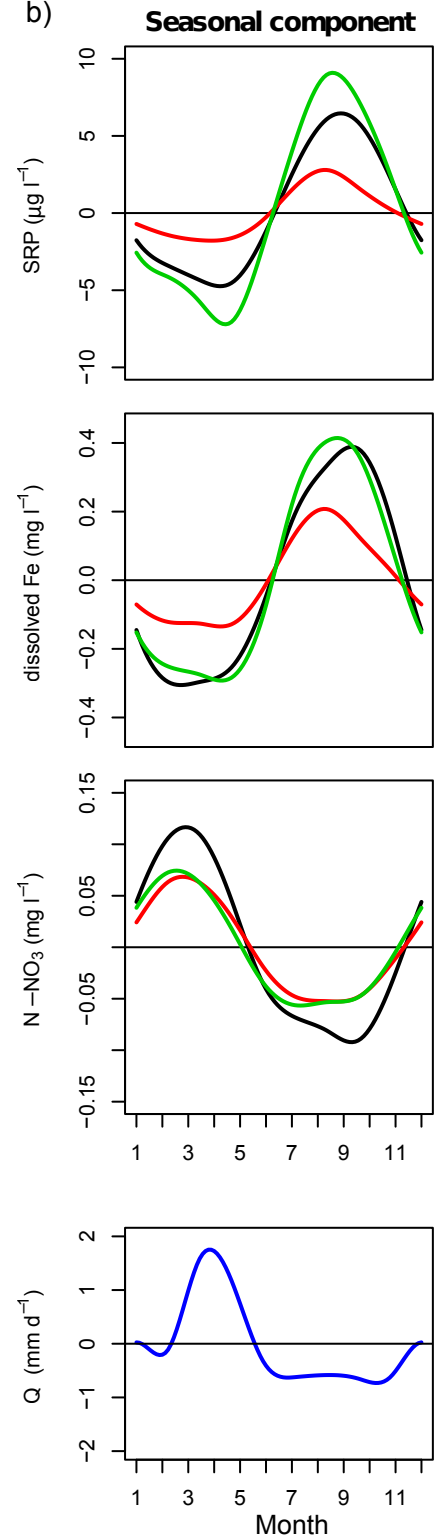 b)
Seasonal component
SRP (µg l⁻¹)
10
5
0
−5
−10
dissolved Fe (mg l⁻¹)
0.4
0.2
0.0
−0.2
−0.4
N −NO₃ (mg l⁻¹)
0.15
0.05
−0.05
−0.15
1 3 5 7 9 11
Q (mm d⁻¹)
2
1
0
−1
−2
1 3 5 7 9 11
Month